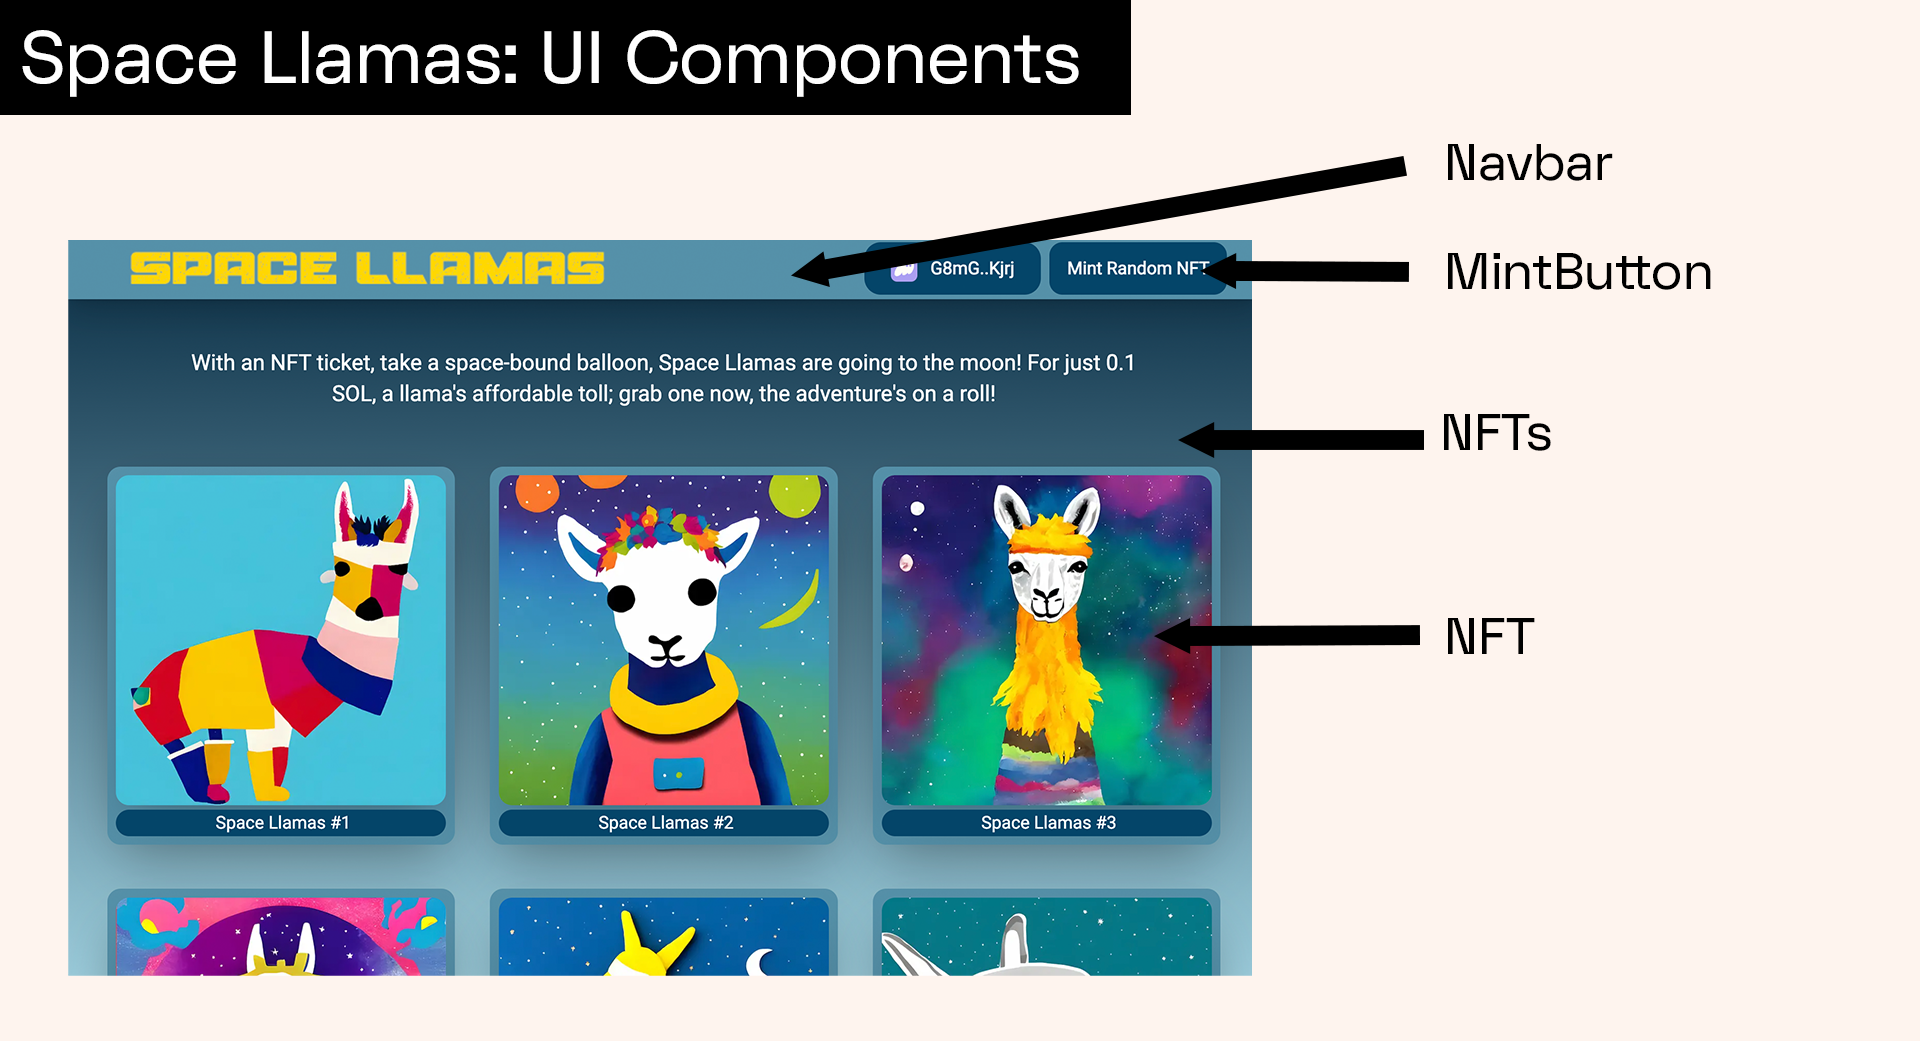 Space Llamas: UI Components
Navbar
SPACE LLAMAS
G8mG..Kjrj
Mint Random NFT
MintButton
With an NFT ticket, take a space-bound balloon, Space Llamas are going to the moon! For just 0.1
SOL, a llama's affordable toll; grab one now, the adventure's on a roll!
NFTs
NFT
Space Llamas #1
Space Llamas #2
Space Llamas #3